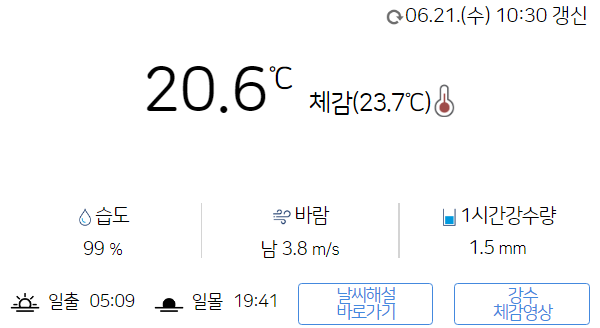 06.21.(수) 10:30 갱신
20.6℃ 체감(23.7℃)
습도 바람 1시간강수량
99 % 남 3.8 m/s 1.5 mm
일출 05:09 일몰 19:41
날씨해설
바로가기
강수
체감영상